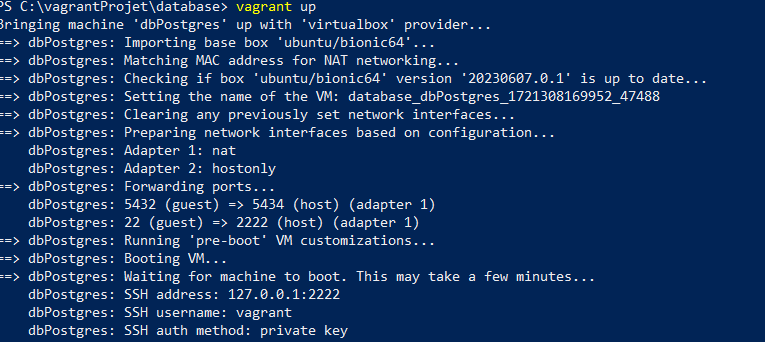 PS C:\vagrantProjet\database> vagrant up
Bringing machine 'dbPostgres' up with 'virtualbox' provider...
==> dbPostgres: Importing base box 'ubuntu/bionic64'...
==> dbPostgres: Matching MAC address for NAT networking...
==> dbPostgres: Checking if box 'ubuntu/bionic64' version '20230607.0.1' is up to date...
==> dbPostgres: Setting the name of the VM: database_dbPostgres_1721308169952_47488
==> dbPostgres: Clearing any previously set network interfaces...
==> dbPostgres: Preparing network interfaces based on configuration...
    dbPostgres: Adapter 1: nat
    dbPostgres: Adapter 2: hostonly
==> dbPostgres: Forwarding ports...
    dbPostgres: 5432 (guest) => 5434 (host) (adapter 1)
    dbPostgres: 22 (guest) => 2222 (host) (adapter 1)
==> dbPostgres: Running 'pre-boot' VM customizations...
==> dbPostgres: Booting VM...
==> dbPostgres: Waiting for machine to boot. This may take a few minutes...
    dbPostgres: SSH address: 127.0.0.1:2222
    dbPostgres: SSH username: vagrant
    dbPostgres: SSH auth method: private key